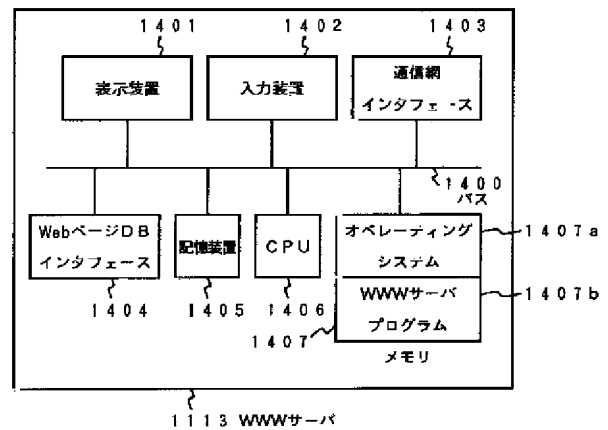 1401
1402
1403
表示装置
入力装置
通信網
インタフェース
1400
バス
WebページDB
インタフェース
記憶装置
CPU
オペレーティング
システム
1407a
WWWサーバ
プログラム
1407b
1404
1405
1406
1407
メモリ
1113 WWWサーバ